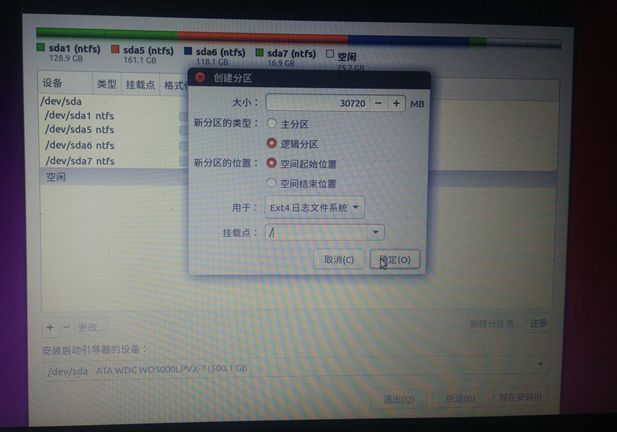 sda1 (ntfs) sda5 (ntfs) sda6 (ntfs) sda7 (ntfs) 空闲
128.9 GB 161.1 GB 118.1 GB 16.9 GB 75.2 GB
创建分区
设备 类型 挂载点
/dev/sda
/dev/sda1 ntfs
/dev/sda5 ntfs
/dev/sda6 ntfs
/dev/sda7 ntfs
空闲
大小： 30720 － ＋ MB
新分区的类型： 主分区
逻辑分区
新分区的位置： 空间起始位置
空间结束位置
用于： Ext4 日志文件系统
挂载点： /
取消(C) 确定(O)
+ － 更改... 新建分区表... 还原
安装启动引导器的设备：
/dev/sda ATA WDC WD5000LPVX-7 (500.1 GB
退出(Q) 后退(B) 现在安装(I)